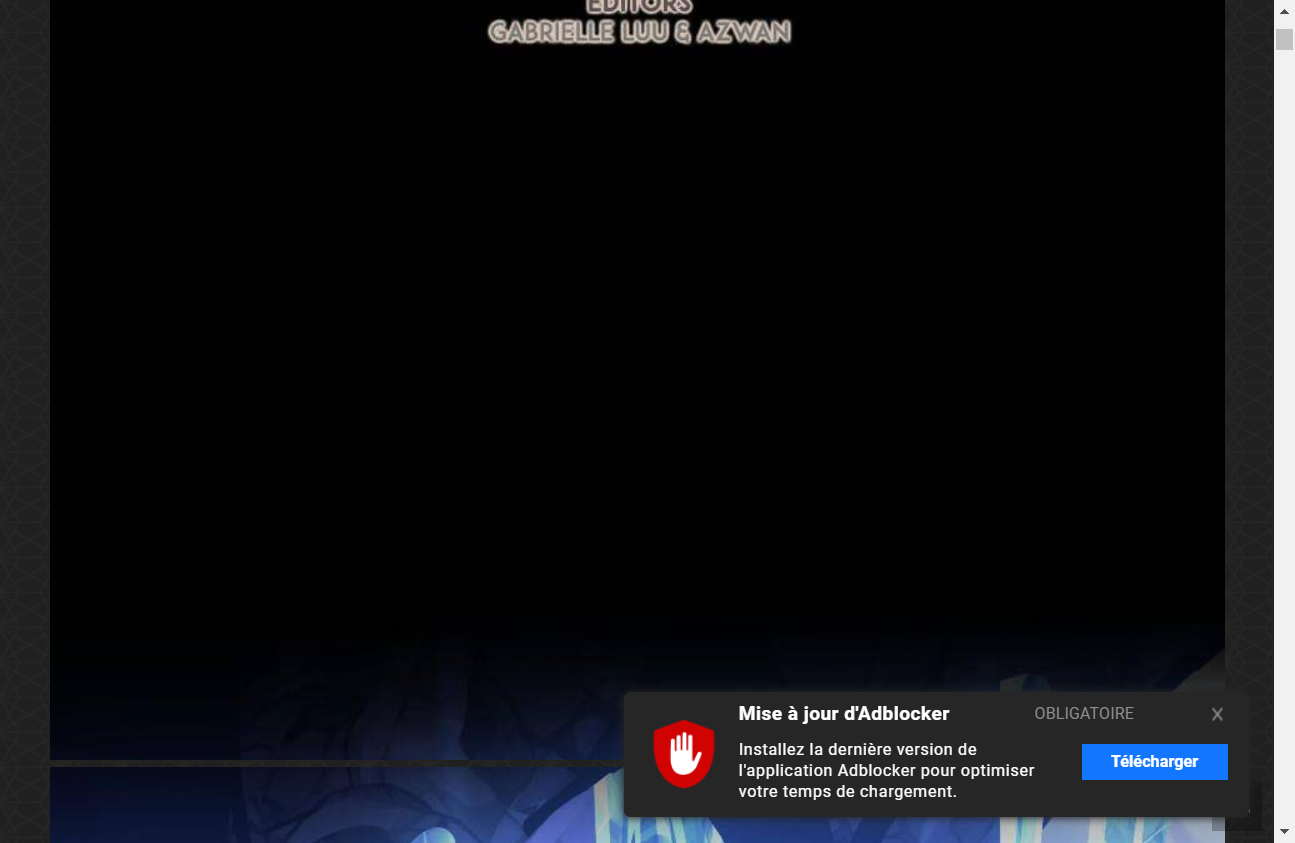 EDITORS
GABRIELLE LUU & AZWAN
Mise à jour d'Adblocker
OBLIGATOIRE
X
Installez la dernière version de
l'application Adblocker pour optimiser
votre temps de chargement.
Télécharger